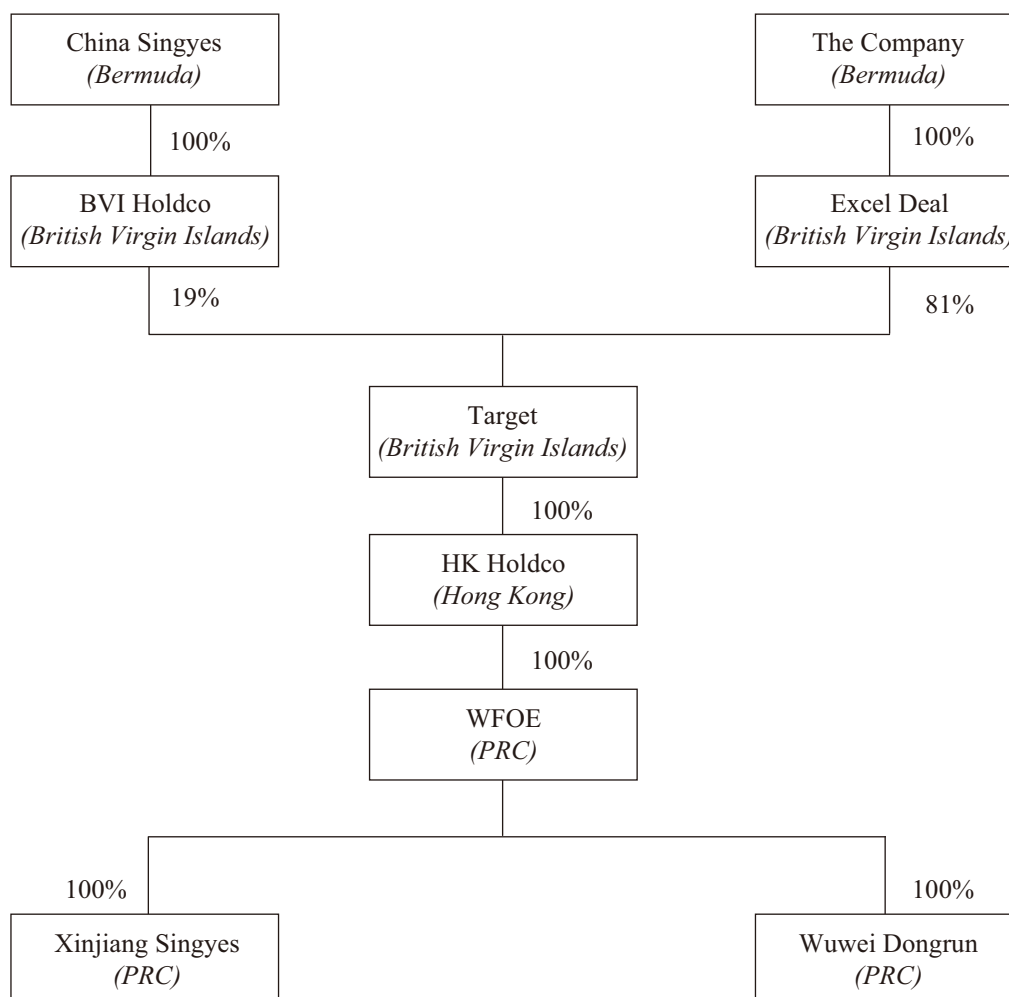 China Singyes
(Bermuda)
The Company
(Bermuda)
100%
100%
BVI Holdco
(British Virgin Islands)
Excel Deal
(British Virgin Islands)
19%
81%
Target
(British Virgin Islands)
100%
HK Holdco
(Hong Kong)
100%
WFOE
(PRC)
100%
100%
Xinjiang Singyes
(PRC)
Wuwei Dongrun
(PRC)